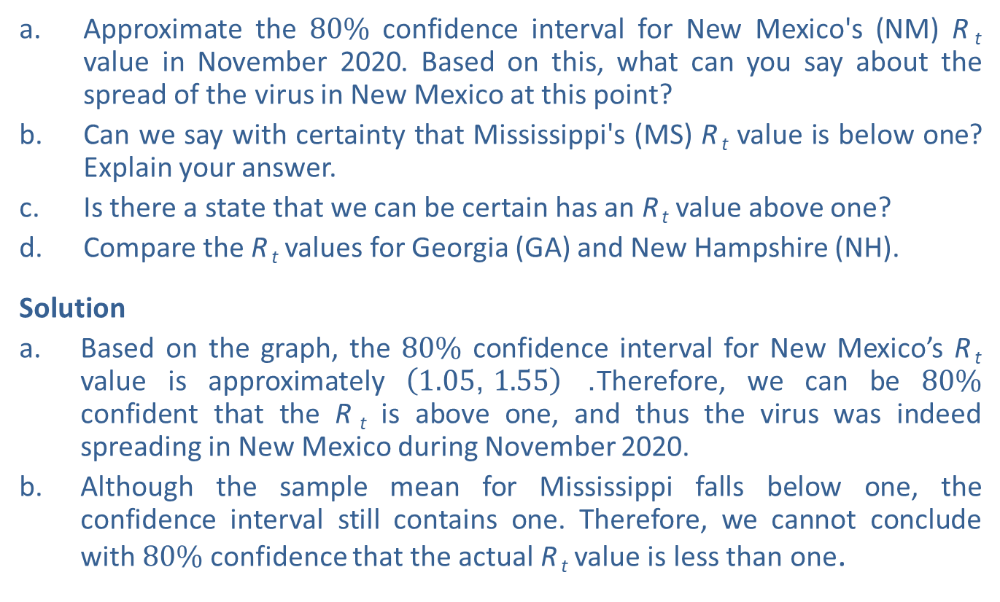 a. Approximate the 80% confidence interval for New Mexico's (NM) R t
value in November 2020. Based on this, what can you say about the
spread of the virus in New Mexico at this point?
b. Can we say with certainty that Mississippi's (MS) R t value is below one?
Explain your answer.
c. Is there a state that we can be certain has an R t value above one?
d. Compare the R t values for Georgia (GA) and New Hampshire (NH).
Solution
a. Based on the graph, the 80% confidence interval for New Mexico’s R t
value is approximately (1.05, 1.55) .Therefore, we can be 80%
confident that the R t is above one, and thus the virus was indeed
spreading in New Mexico during November 2020.
b. Although the sample mean for Mississippi falls below one, the
confidence interval still contains one. Therefore, we cannot conclude
with 80% confidence that the actual R t value is less than one.